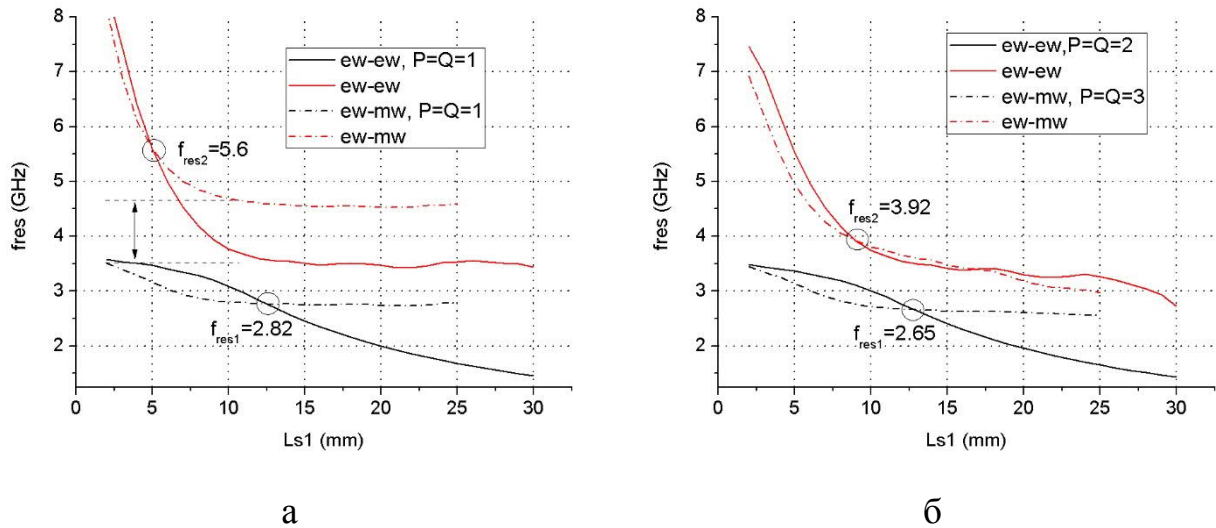 8
7
6
5
4
3
2
fres (GHz)
0 5 10 15 20 25 30
Ls1 (mm)
ew-ew, P=Q=1
ew-ew
ew-mw, P=Q=1
ew-mw
fres2=5.6
fres1=2.82
а
8
7
6
5
4
3
2
fres (GHz)
0 5 10 15 20 25 30
Ls1 (mm)
ew-ew,P=Q=2
ew-ew
ew-mw, P=Q=3
ew-mw
fres2=3.92
fres1=2.65
б